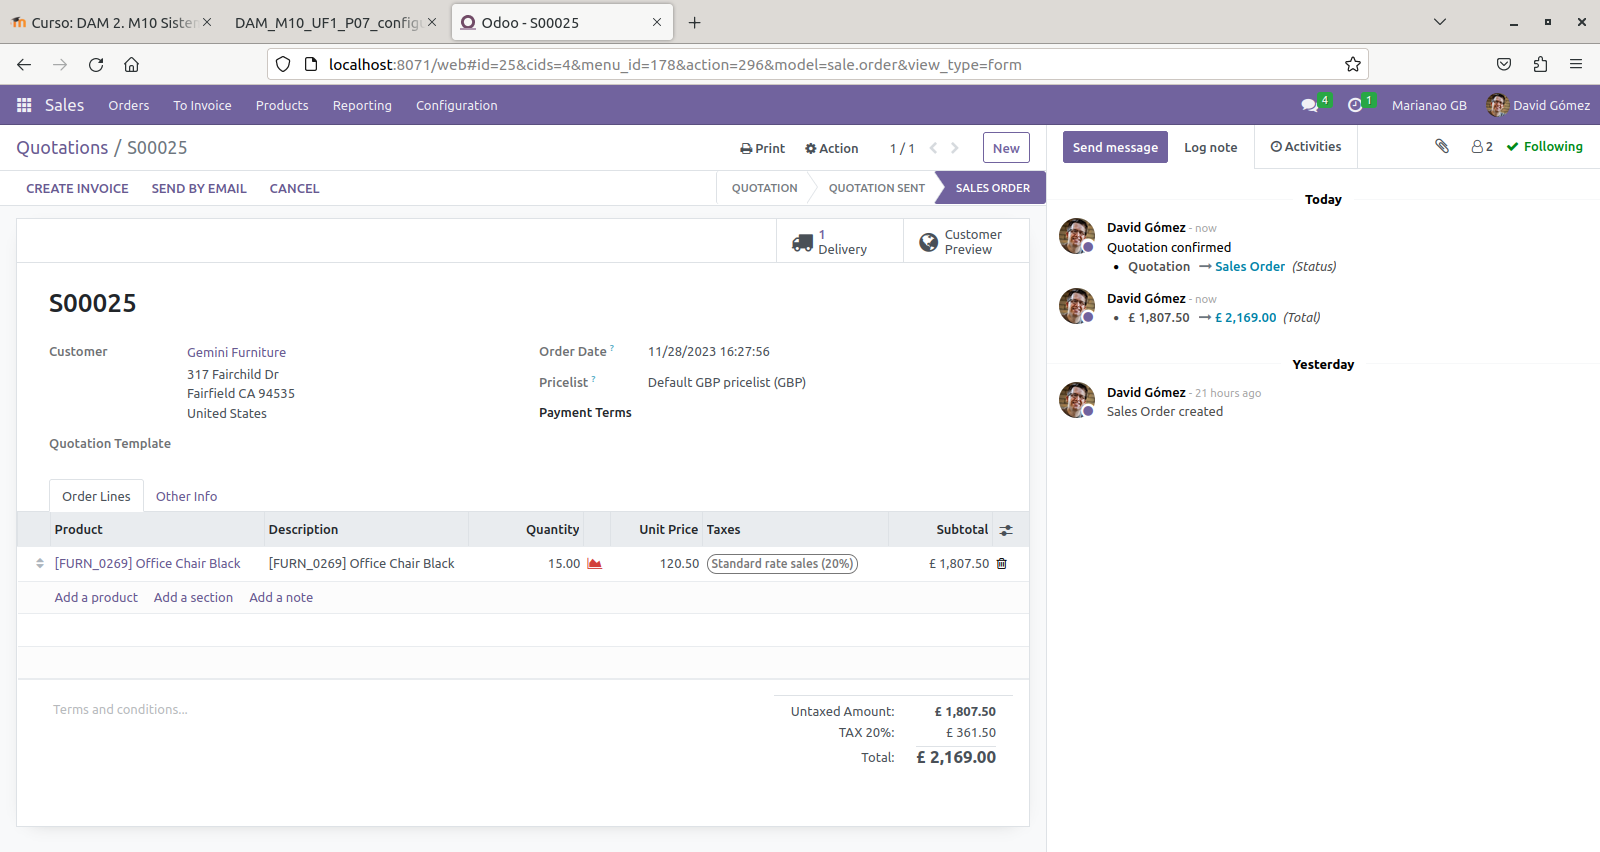 Curso: DAM 2. M10 Sister
DAM_M10_UF1_P07_config
Odoo - S00025
localhost:8071/web#id=25&cids=4&menu_id=178&action=296&model=sale.order&view_type=form
Sales Orders To Invoice Products Reporting Configuration
4 1 Marianao GB David Gómez
Quotations / S00025
Print Action 1 / 1 New
CREATE INVOICE SEND BY EMAIL CANCEL
QUOTATION QUOTATION SENT SALES ORDER
1
Delivery
Customer
Preview
S00025
Customer Gemini Furniture
317 Fairchild Dr
Fairfield CA 94535
United States
Quotation Template
Order Date ? 11/28/2023 16:27:56
Pricelist ? Default GBP pricelist (GBP)
Payment Terms
Order Lines Other Info
Product Description Quantity Unit Price Taxes Subtotal
[FURN_0269] Office Chair Black [FURN_0269] Office Chair Black 15.00 120.50 Standard rate sales (20%) £ 1,807.50
Add a product Add a section Add a note
Terms and conditions...
Untaxed Amount: £ 1,807.50
TAX 20%: £ 361.50
Total: £ 2,169.00
Send message Log note Activities 2 Following
Today
David Gómez - now
Quotation confirmed
• Quotation → Sales Order (Status)
David Gómez - now
• £ 1,807.50 → £ 2,169.00 (Total)
Yesterday
David Gómez - 21 hours ago
Sales Order created